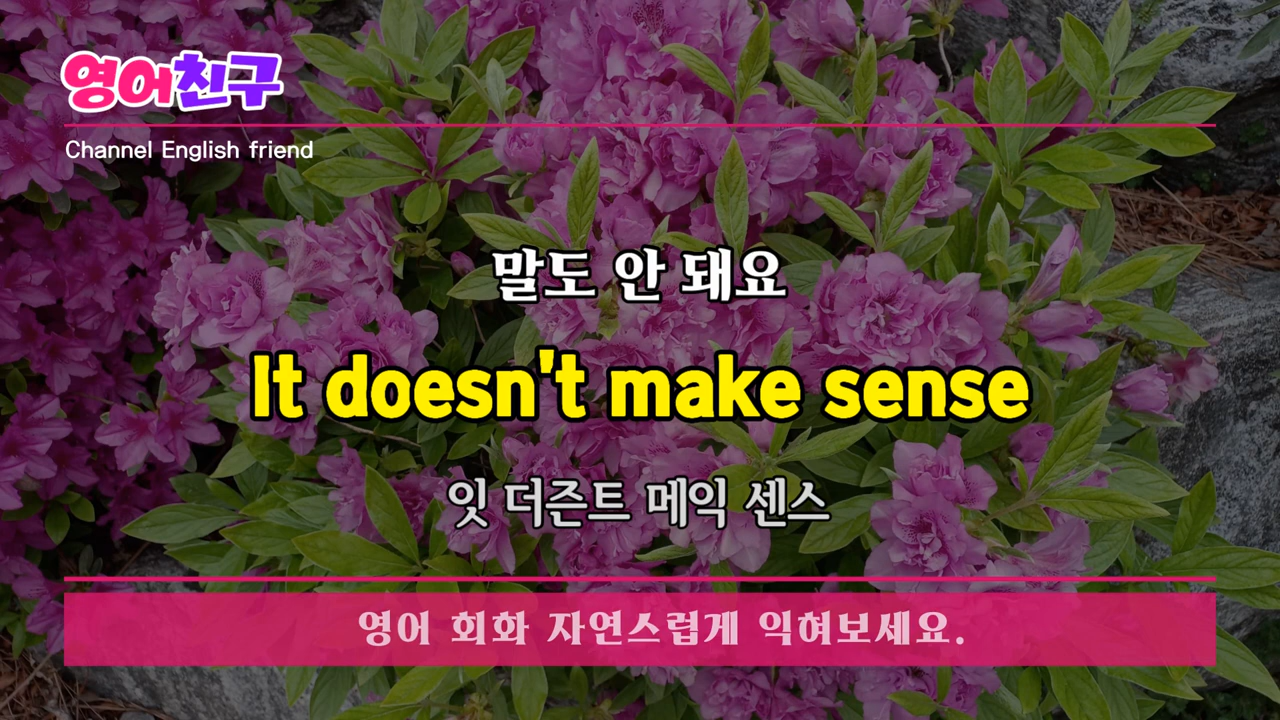 영어친구
Channel English friend
말도 안 돼요
It doesn't make sense
잇 더즌트 메익 센스
영어 회화 자연스럽게 익혀보세요.